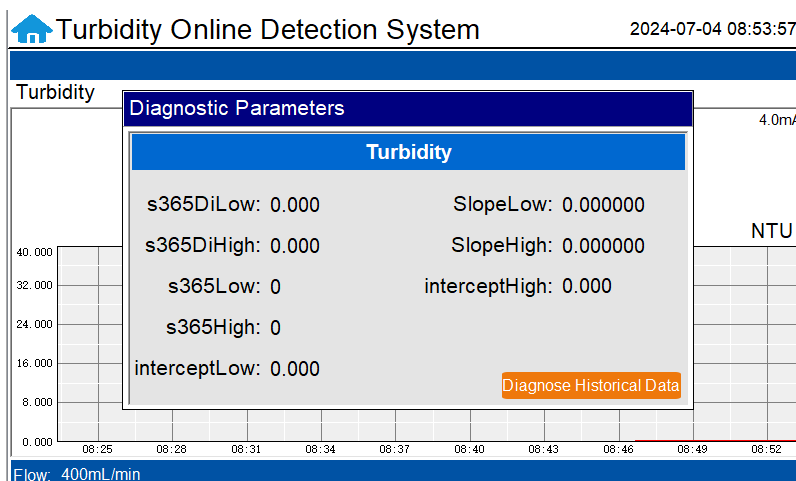 Turbidity Online Detection System
2024-07-04 08:53:57
Turbidity
Diagnostic Parameters
4.0mA
Turbidity
s365DiLow: 0.000
SlopeLow: 0.000000
s365DiHigh: 0.000
SlopeHigh: 0.000000
NTU
s365Low: 0
interceptHigh: 0.000
s365High: 0
interceptLow: 0.000
Diagnose Historical Data
40.000
32.000
24.000
16.000
8.000
0.000
08:25 08:28 08:31 08:34 08:37 08:40 08:43 08:46 08:49 08:52
Flow: 400mL/min